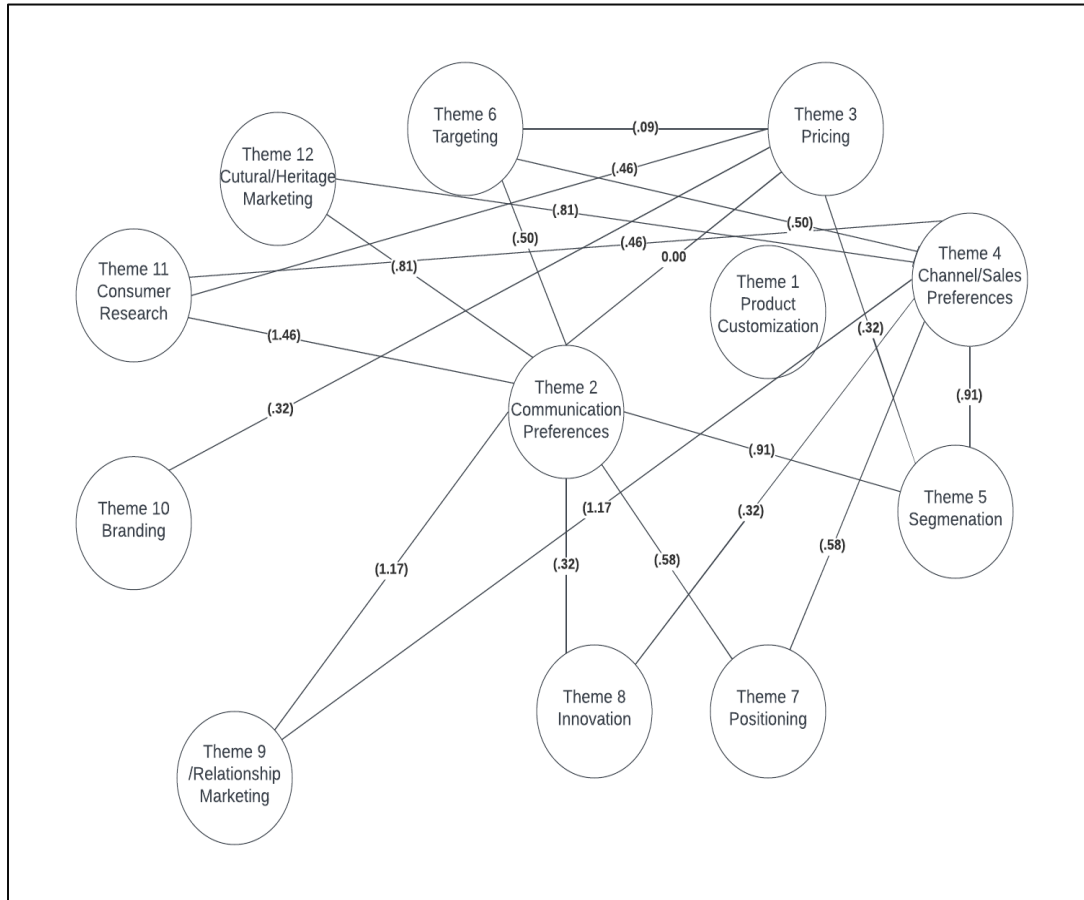 Theme 6
Targeting
Theme 3
Pricing
(.09)
Theme 12
Cutural/Heritage
Marketing
(.46)
(.81)
(.50)
(.50)
(.46)
0.00
Theme 4
Channel/Sales
Preferences
Theme 11
Consumer
Research
(.81)
Theme 1
Product
Customization
(1.46)
(.32)
Theme 2
Communication
Preferences
(.32)
(.91)
(.91)
Theme 10
Branding
Theme 5
Segmenation
(1.17
(.32)
(1.17)
(.32)
(.58)
(.58)
Theme 8
Innovation
Theme 7
Positioning
Theme 9
/Relationship
Marketing